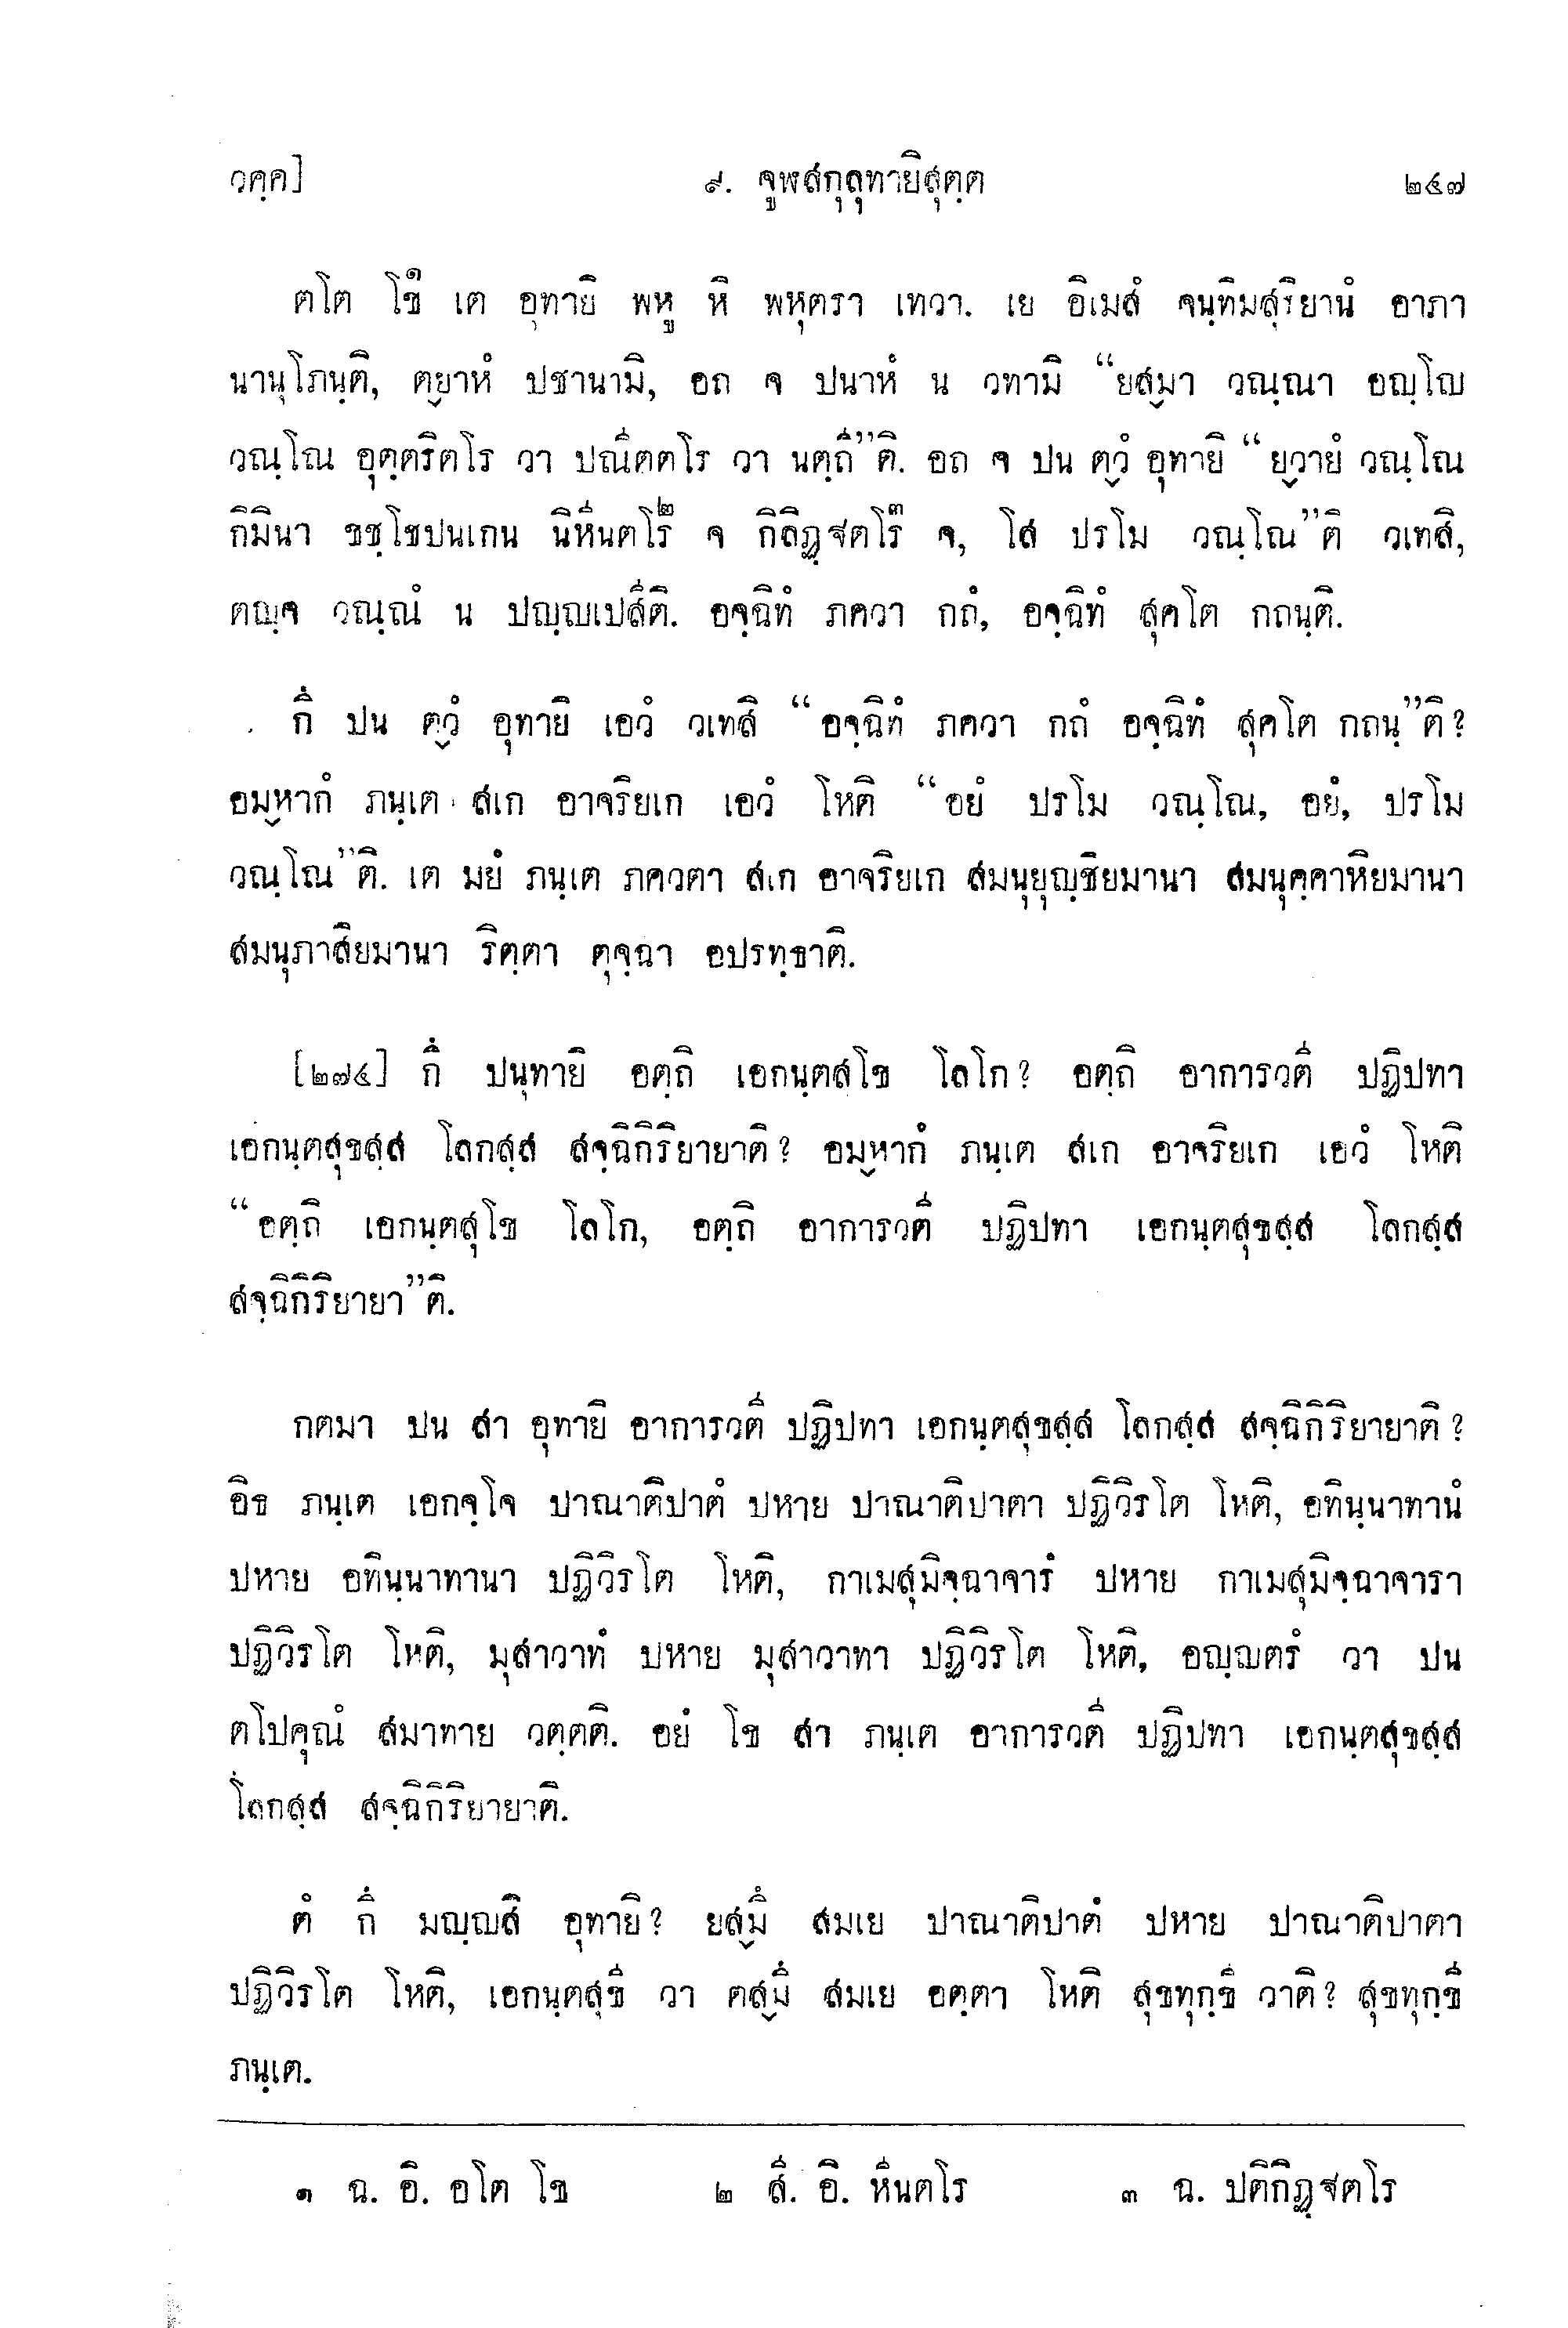 วคฺค] ๙. จูฬสกุลุทายิสุตฺต ๒๔๗
ตโต โข๑ เต อุทายิ พหู หิ พหุตรา เทวา. เย อิเมสํ จนฺทิมสุริยานํ อาภา
นานุโภนฺติ, ตฺยาหํ ปชานามิ, อถ จ ปนาหํ น วทามิ “ยสฺมา วณฺณา อญฺโญ
วณฺโณ อุตฺตริตโร วา ปณีตตโร วา นตฺถี”ติ. อถ จ ปน ตฺวํ อุทายิ “ยฺวายํ วณฺโณ
กิมินา ขชฺโชปนเกน นิหีนตโร๒ จ กิลิฏฺฐตโร๓ จ, โส ปรโม วณฺโณ”ติ วเทสิ,
ตญฺจ วณฺณํ น ปญฺญเปสีติ. อจฺฉิทํ ภควา กถํ, อจฺฉิทํ สุคโต กถนฺติ.
กึ ปน ตฺวํ อุทายิ เอวํ วเทสิ “อจฺฉิทํ ภควา กถํ อจฺฉิทํ สุคโต กถนฺ”ติ?
อมฺหากํ ภนฺเต สเก อาจริยเก เอวํ โหติ “อยํ ปรโม วณฺโณ, อยํ, ปรโม
วณฺโณ”ติ. เต มยํ ภนฺเต ภควตา สเก อาจริยเก สมนุยุญฺชิยมานา สมนุคฺคาหิยมานา
สมนุภาสิยมานา ริตฺตา ตุจฺฉา อปรทฺธาติ.
[๒๗๔] กึ ปนุทายิ อตฺถิ เอกนฺตสุโข โลโก? อตฺถิ อาการวตี ปฏิปทา
เอกนฺตสุขสฺส โลกสฺส สจฺฉิกิริยายาติ? อมฺหากํ ภนฺเต สเก อาจริยเก เอวํ โหติ
“อตฺถิ เอกนฺตสุโข โลโก, อตฺถิ อาการวตี ปฏิปทา เอกนฺตสุขสฺส โลกสฺส
สจฺฉิกิริยายา”ติ.
กตมา ปน สา อุทายิ อาการวตี ปฏิปทา เอกนฺตสุขสฺส โลกสฺส สจฺฉิกิริยายาติ?
อิธ ภนฺเต เอกจฺโจ ปาณาติปาตํ ปหาย ปาณาติปาตา ปฏิวิรโต โหติ, อทินฺนาทานํ
ปหาย อทินฺนาทานา ปฏิวิรโต โหติ, กาเมสุมิจฺฉาจารํ ปหาย กาเมสุมิจฺฉาจารา
ปฏิวิรโต โหติ, มุสาวาทํ ปหาย มุสาวาทา ปฏิวิรโต โหติ, อญฺญตรํ วา ปน
ตโปคุณํ สมาทาย วตฺตติ. อยํ โข สา ภนฺเต อาการวตี ปฏิปทา เอกนฺตสุขสฺส
โลกสฺส สจฺฉิกิริยายาติ.
ตํ กึ มญฺญสิ อุทายิ? ยสฺมึ สมเย ปาณาติปาตํ ปหาย ปาณาติปาตา
ปฏิวิรโต โหติ, เอกนฺตสุขี วา ตสฺมึ สมเย อตฺตา โหติ สุขทุกฺขี วาติ? สุขทุกฺขี
ภนฺเต.
๑ ฉ. อิ. อโต โข ๒ สี. อิ. หีนตโร ๓ ฉ. ปติกิฏฺฐตโร